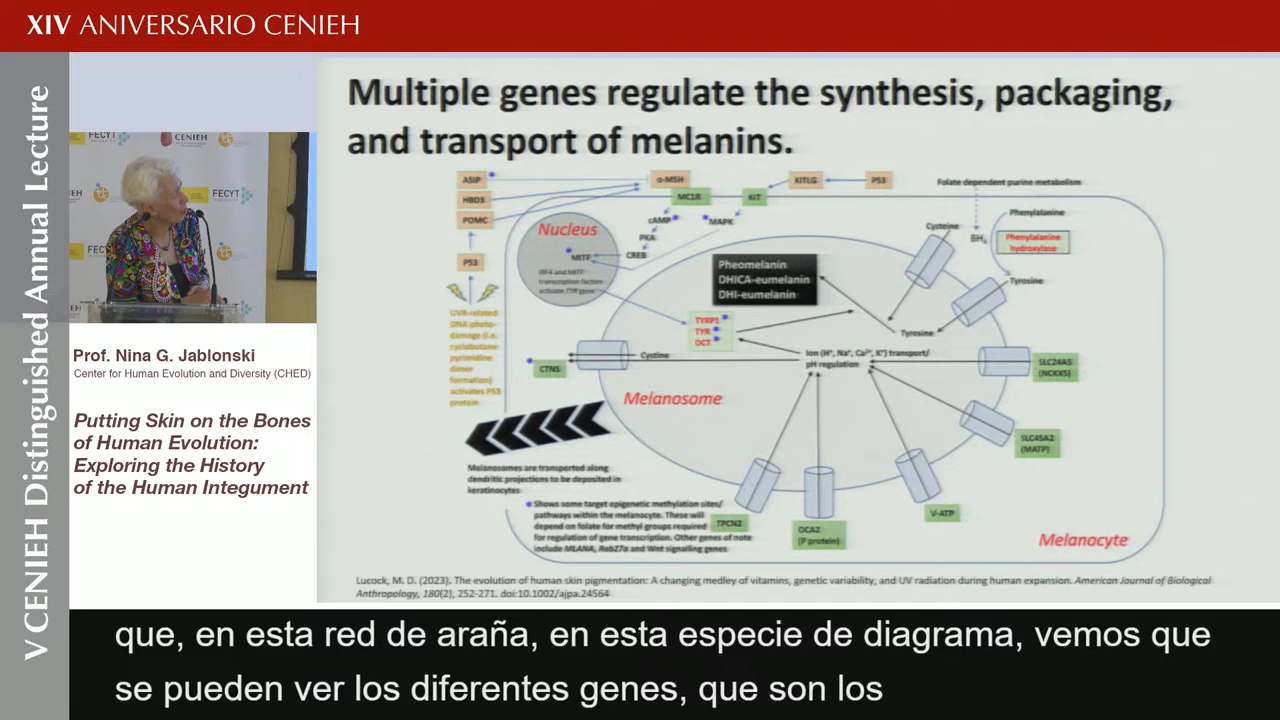 XIV ANIVERSARIO CENIEH
V CENIEH Distinguished Annual Lecture
FECYT
CENIEH
FECYT
Prof. Nina G. Jablonski
Center for Human Evolution and Diversity (CHED)
Putting Skin on the Bones
of Human Evolution:
Exploring the History
of the Human Integument
Multiple genes regulate the synthesis, packaging,
and transport of melanins.
ASIP
HBD3
POMC
P53
α-MSH
MC1R
KITLG
P53
KIT
cAMP
MAPK
PKA
CREB
Nucleus
MITF
IRF4 and MITF
transcription factors
activate TYP gene
UVR-related
DNA photo-
damage (i.e.
cyclobutane
pyrimidine
dimer
formation)
activates P53
protein
Folate dependent purine metabolism
Phenylalanine
BH4
Phenylalanine
hydroxylase
Tyrosine
Cysteine
Pheomelanin
DHICA-eumelanin
DHI-eumelanin
TYRP1
TYR
DCT
Tyrosine
Ion (H⁺, Na⁺, Ca²⁺, K⁺) transport/
pH regulation
CTNS
Cystine
Melanosome
SLC24A5
(NCKX5)
SLC45A2
(MATP)
V-ATP
OCA2
(P protein)
TPCN2
Melanocyte
Melanosomes are transported along
dendritic projections to be deposited in
keratinocytes
Shows some target epigenetic methylation sites/
pathways within the melanocyte. These will
depend on folate for methyl groups required
for regulation of gene transcription. Other genes of note
include MLANA, Rab27a and Wnt signalling genes
Lucock, M. D. (2023). The evolution of human skin pigmentation: A changing medley of vitamins, genetic variability, and UV radiation during human expansion. American Journal of Biological
Anthropology, 180(2), 252-271. doi:10.1002/ajpa.24564
que, en esta red de araña, en esta especie de diagrama, vemos que
se pueden ver los diferentes genes, que son los